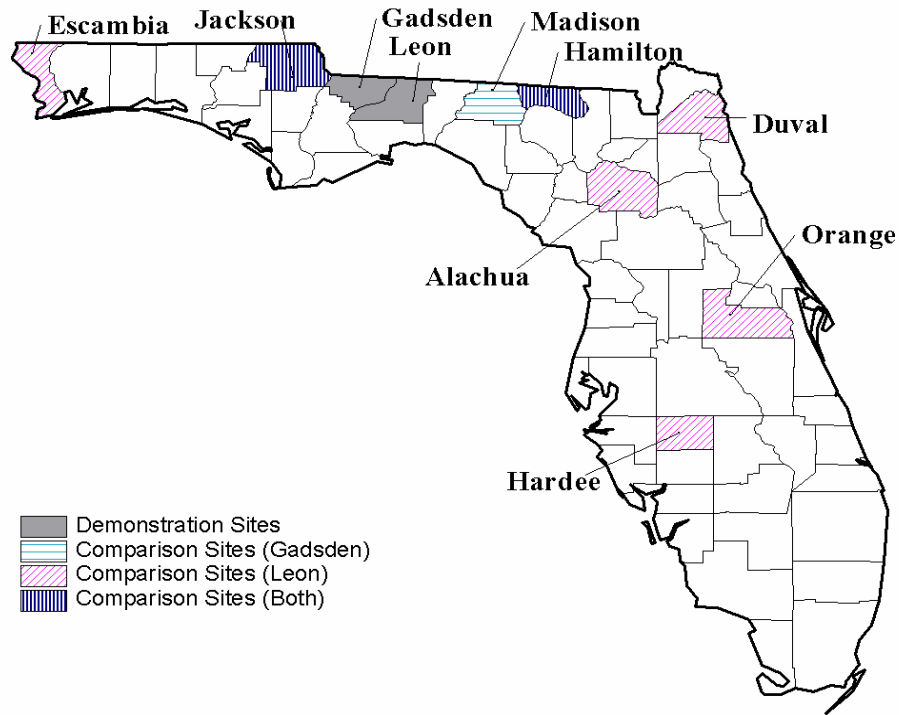 Escambia
Jackson
Gadsden
Leon
Madison
Hamilton
Duval
Orange
Alachua
Hardee
Demonstration Sites
Comparison Sites (Gadsden)
Comparison Sites (Leon)
Comparison Sites (Both)